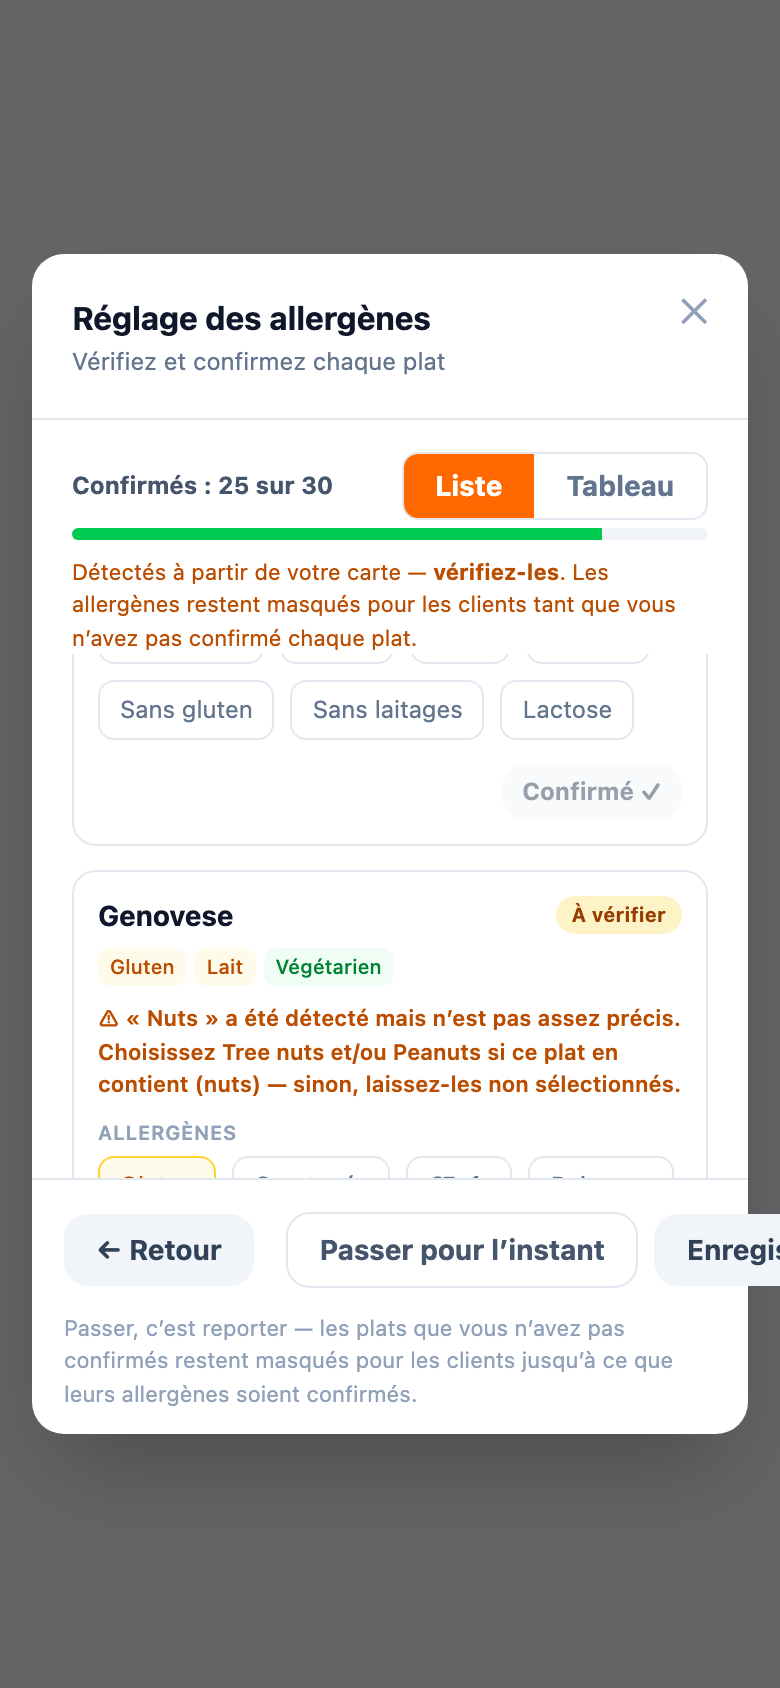 Réglage des allergènes
Vérifiez et confirmez chaque plat
Confirmés : 25 sur 30
Liste
Tableau
Détectés à partir de votre carte — vérifiez-les. Les
allergènes restent masqués pour les clients tant que vous
n’avez pas confirmé chaque plat.
Sans gluten
Sans laitages
Lactose
Confirmé ✓
Genovese
À vérifier
Gluten
Lait
Végétarien
⚠ « Nuts » a été détecté mais n’est pas assez précis.
Choisissez Tree nuts et/ou Peanuts si ce plat en
contient (nuts) — sinon, laissez-les non sélectionnés.
ALLERGÈNES
← Retour
Passer pour l’instant
Passer, c’est reporter — les plats que vous n’avez pas
confirmés restent masqués pour les clients jusqu’à ce que
leurs allergènes soient confirmés.